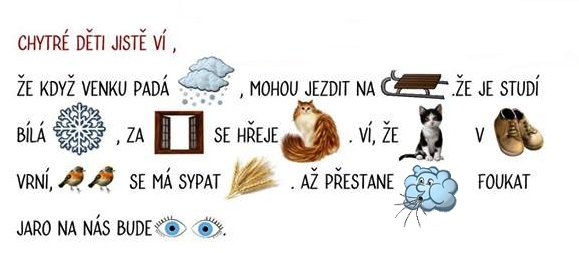 CHYTRÉ DĚTI JISTĚ VÍ ,
ŽE KDYŽ VENKU PADÁ , MOHOU JEZDIT NA .ŽE JE STUDÍ
BÍLÁ , ZA SE HŘEJE . VÍ, ŽE V
VRNÍ, SE MÁ SYPAT . AŽ PŘESTANE FOUKAT
JARO NA NÁS BUDE .